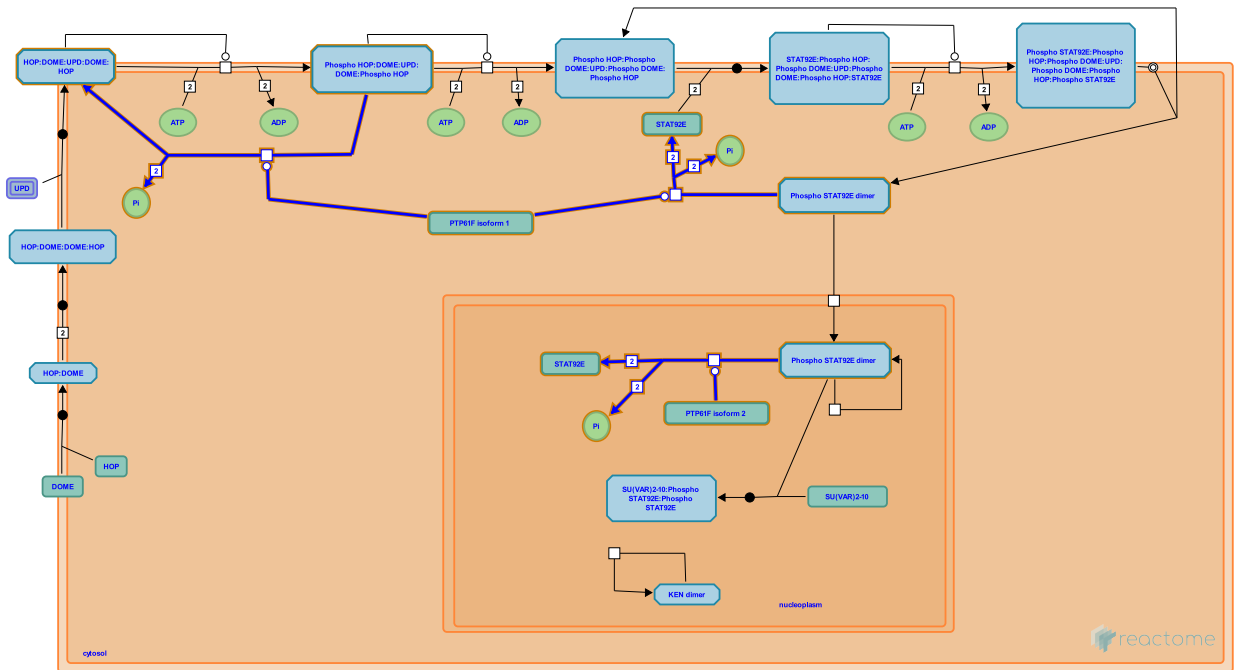 HOP:DOME:UPD:DOME:
HOP
Phospho HOP:DOME:UPD:
DOME:Phospho HOP
Phospho HOP:Phospho
DOME:UPD:Phospho DOME:
Phospho HOP
STAT92E:Phospho HOP:
Phospho DOME:UPD:Phospho
DOME:Phospho HOP:STAT92E
Phospho STAT92E:Phospho
HOP:Phospho DOME:UPD:
Phospho DOME:Phospho
HOP:Phospho STAT92E
2
2
2
2
2
2
2
ATP
ADP
ATP
ADP
STAT92E
ATP
ADP
2
2
2
Pi
Pi
UPD
Phospho STAT92E dimer
PTP61F isoform 1
HOP:DOME:DOME:HOP
2
HOP:DOME
HOP
DOME
STAT92E
2
2
Phospho STAT92E dimer
Pi
PTP61F isoform 2
SU(VAR)2-10:Phospho
STAT92E:Phospho
STAT92E
SU(VAR)2-10
KEN dimer
nucleoplasm
cytosol
reactome